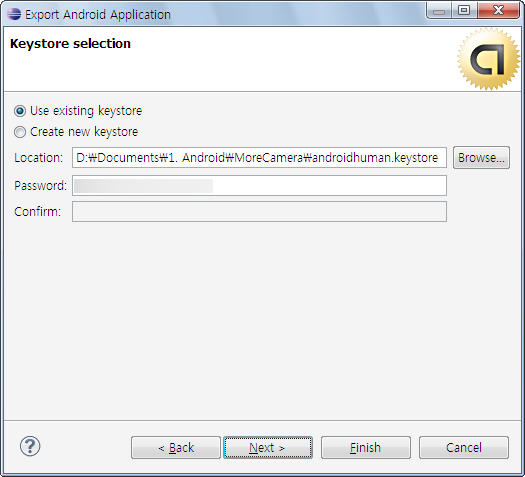 Export Android Application
Keystore selection
Use existing keystore
Create new keystore
Location: D:₩Documents₩1. Android₩MoreCamera₩androidhuman.keystore Browse...
Password:
Confirm:
< Back Next > Finish Cancel